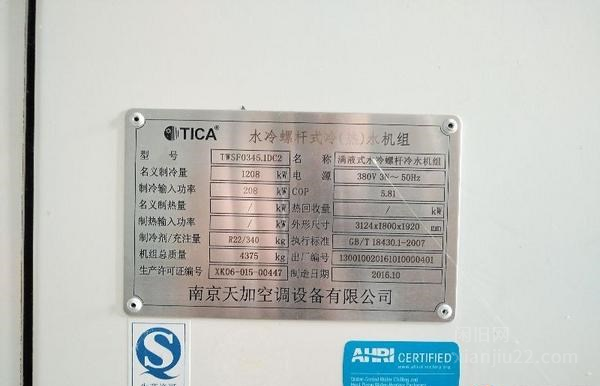 TICA® 水冷螺杆式冷(热)水机组
型号 TWSF0345.1DC2 名称 满液式水冷螺杆冷水机组
名义制冷量 1208 kW 电源 380V 3N～50Hz
制冷输入功率 208 kW COP 5.81
名义制热量 / kW 热回收量 / kW
制热输入功率 / kW 外形尺寸 3124x1800x1920 mm
制冷剂/充注量 R22/340 kg 执行标准 GB/T 18430.1-2007
机组总质量 4375 kg 出厂编号 130010020161010000401
生产许可证编号 XK06-015-00447 制造日期 2016.10
南京天加空调设备有限公司
S
生产许可
AHRI CERTIFIED
xianjiu22.com